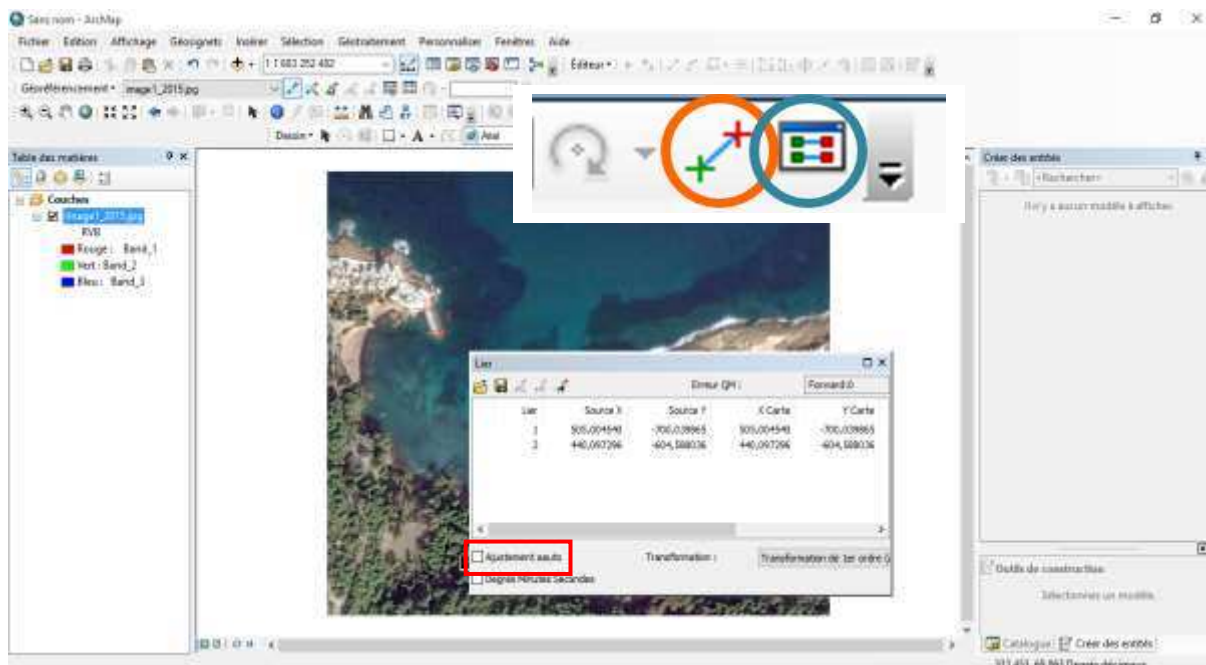 Sans nom - ArcMap
Fichier Edition Affichage Géosignets Insérer Sélection Géotraitement Personnaliser Fenêtres Aide
Éditeur
Géoréférencement image1_2015.jpg
Dessin A Arial
Table des matières
Créer des entités
<Rechercher>
Il n'y a aucun modèle à afficher.
Couches
image1_2015.jpg
RVB
Rouge : Band_1
Vert : Band_2
Bleu : Band_3
Lier
Erreur QM : Forward:0
Lier Source X Source Y X Carte Y Carte
1 505,004548 -700,039865 505,004548 -700,039865
2 440,097296 -604,588036 440,097296 -604,588036
Ajustement auto Transformation : Transformation de 1er ordre
Degrés Minutes Secondes
Outils de construction
Sélectionnez un modèle.
Catalogue Créer des entités